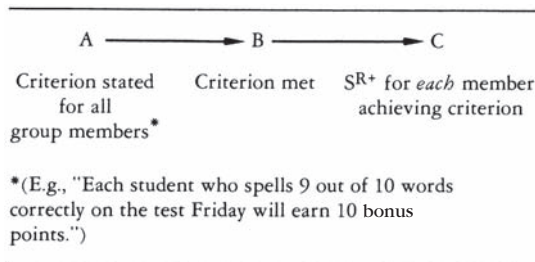 A B C
Criterion stated Criterion met SR+ for each member
for all achieving criterion
group members*
*(E.g., "Each student who spells 9 out of 10 words
correctly on the test Friday will earn 10 bonus
points.")